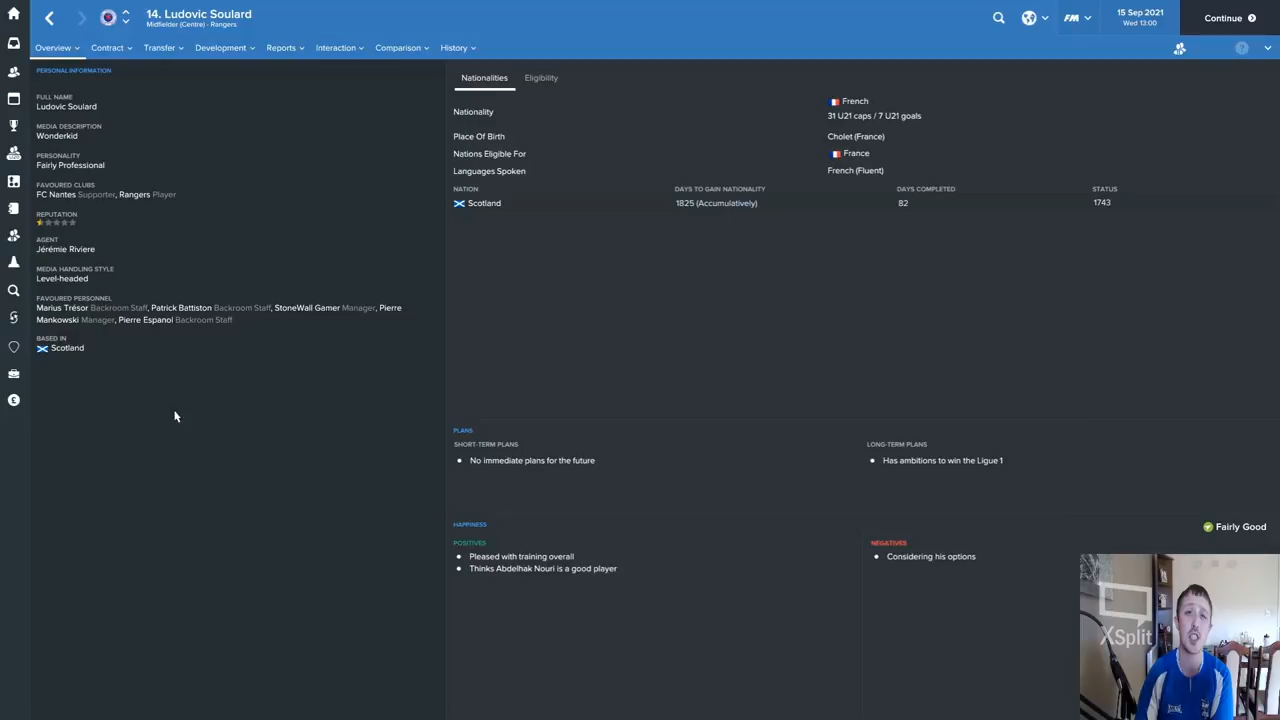 14. Ludovic Soulard
Midfielder (Centre) - Rangers
FM
15 Sep 2021
Wed 13:00
Continue
Overview
Contract
Transfer
Development
Reports
Interaction
Comparison
History
PERSONAL INFORMATION
FULL NAME
Ludovic Soulard
MEDIA DESCRIPTION
Wonderkid
PERSONALITY
Fairly Professional
FAVOURED CLUBS
FC Nantes Supporter, Rangers Player
REPUTATION
AGENT
Jérémie Riviere
MEDIA HANDLING STYLE
Level-headed
FAVOURED PERSONNEL
Marius Trésor Backroom Staff, Patrick Battiston Backroom Staff, StoneWall Gamer Manager, Pierre
Mankowski Manager, Pierre Espanol Backroom Staff
BASED IN
Scotland
Nationalities Eligibility
Nationality French
31 U21 caps / 7 U21 goals
Place Of Birth Cholet (France)
Nations Eligible For France
Languages Spoken French (Fluent)
NATION DAYS TO GAIN NATIONALITY DAYS COMPLETED STATUS
Scotland 1825 (Accumulatively) 82 1743
PLANS
SHORT-TERM PLANS LONG-TERM PLANS
No immediate plans for the future Has ambitions to win the Ligue 1
HAPPINESS
Fairly Good
POSITIVES NEGATIVES
Pleased with training overall Considering his options
Thinks Abdelhak Nouri is a good player
XSplit